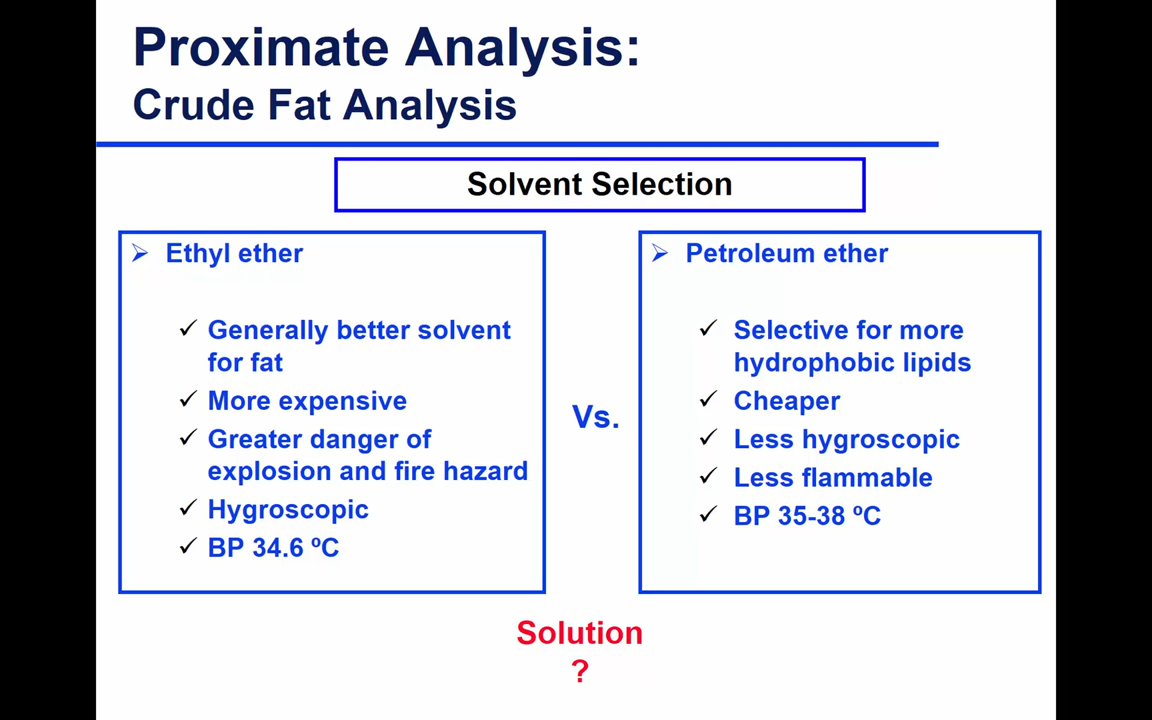 Proximate Analysis:
Crude Fat Analysis
Solvent Selection
Ethyl ether
Generally better solvent
for fat
More expensive
Greater danger of
explosion and fire hazard
Hygroscopic
BP 34.6 ºC
Vs.
Petroleum ether
Selective for more
hydrophobic lipids
Cheaper
Less hygroscopic
Less flammable
BP 35-38 ºC
Solution
?